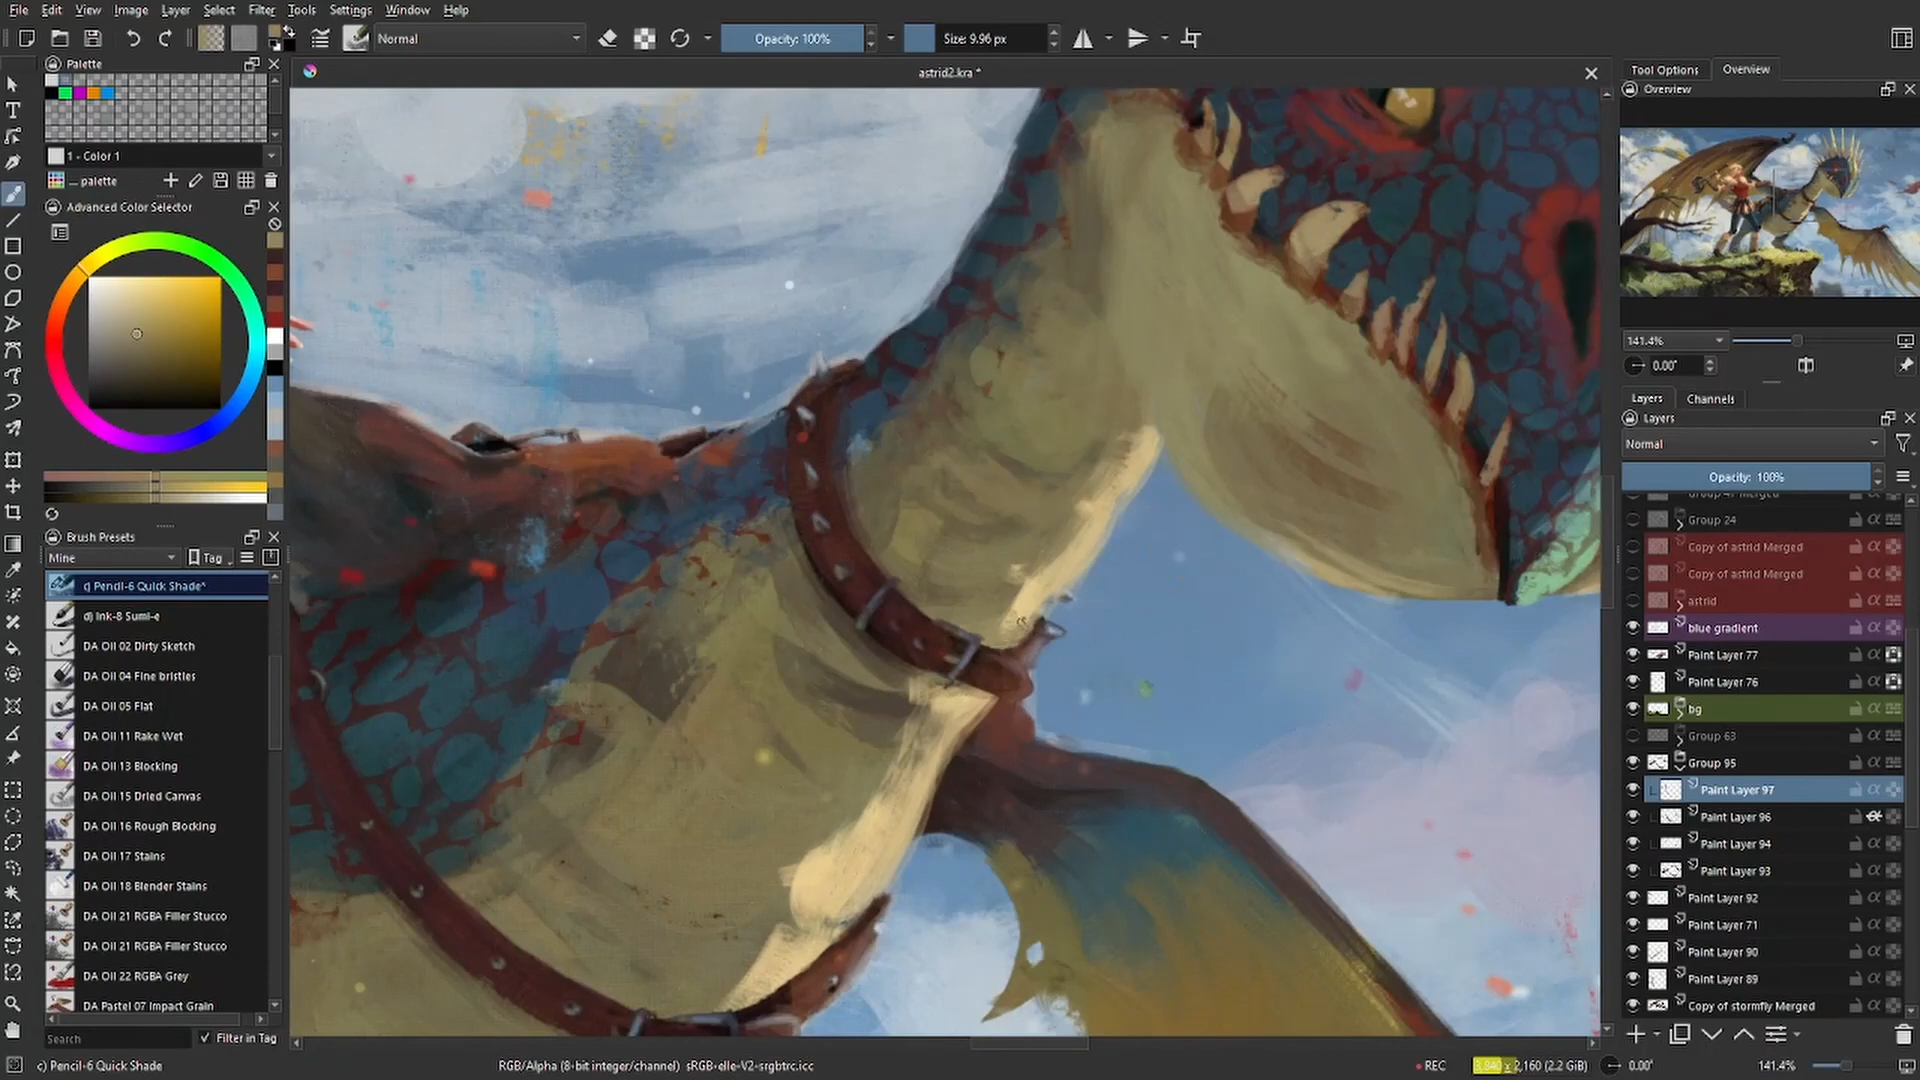 File Edit View Image Layer Select Filter Tools Settings Window Help
Normal
Opacity: 100%
Size: 9.96 px
Palette
1 - Color 1
... palette
Advanced Color Selector
Brush Presets
Mine
Tag
c) Pencil-6 Quick Shade*
d) Ink-8 Sumi-e
DA Oil 02 Dirty Sketch
DA Oil 04 Fine bristles
DA Oil 05 Flat
DA Oil 11 Rake Wet
DA Oil 13 Blocking
DA Oil 15 Dried Canvas
DA Oil 16 Rough Blocking
DA Oil 17 Stains
DA Oil 18 Blender Stains
DA Oil 21 RGBA Filler Stucco
DA Oil 21 RGBA Filler Stucco
DA Oil 22 RGBA Grey
DA Pastel 07 Impact Grain
Search
Filter in Tag
astrid2.kra *
Tool Options Overview
Overview
141.4%
0.00°
Layers Channels
Layers
Normal
Opacity: 100%
Group 24
Copy of astrid Merged
Copy of astrid Merged
astrid
blue gradient
Paint Layer 77
Paint Layer 76
bg
Group 63
Group 95
Paint Layer 97
Paint Layer 96
Paint Layer 94
Paint Layer 93
Paint Layer 92
Paint Layer 71
Paint Layer 90
Paint Layer 89
Copy of stormfly Merged
c) Pencil-6 Quick Shade
RGB/Alpha (8-bit integer/channel) sRGB-elle-V2-srgbtrc.icc
REC
3,840 x 2,160 (2.2 GiB)
0.00°
141.4%